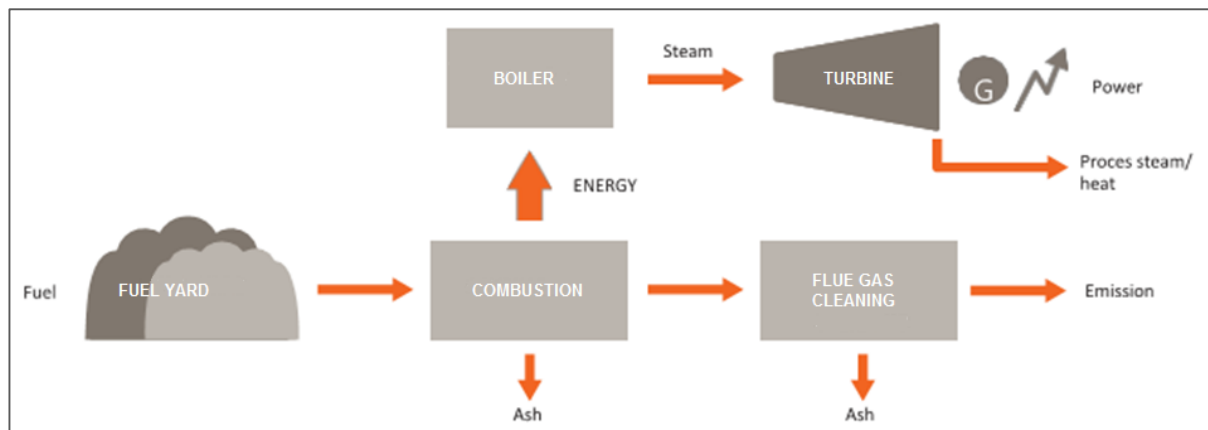 Steam
BOILER
TURBINE
G
Power
Proces steam/
heat
ENERGY
Fuel
FUEL YARD
COMBUSTION
FLUE GAS
CLEANING
Emission
Ash
Ash